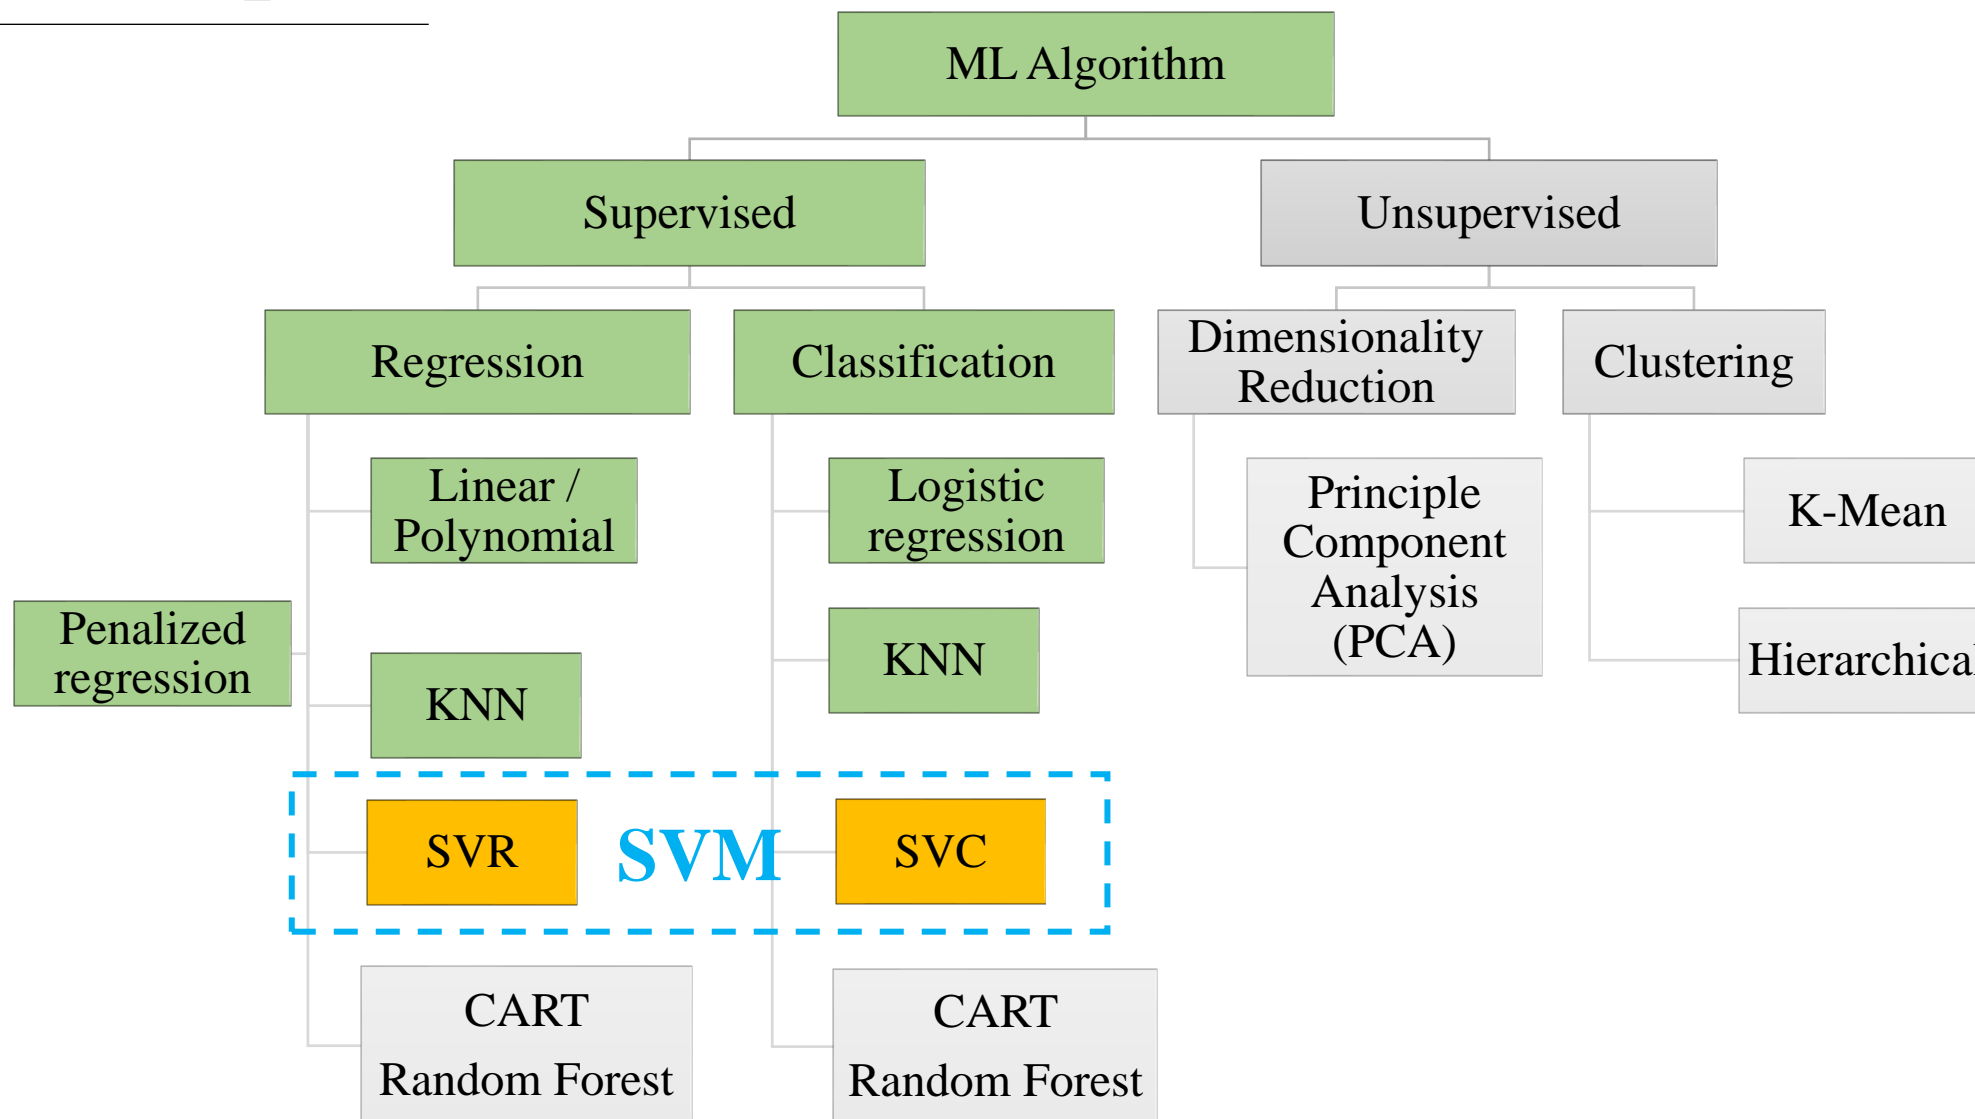 ML Algorithm
Supervised
Unsupervised
Regression
Classification
Dimensionality
Reduction
Clustering
Linear /
Polynomial
Logistic
regression
Principle
Component
Analysis
(PCA)
K-Mean
Penalized
regression
KNN
KNN
Hierarchical
SVR
SVM
SVC
CART
Random Forest
CART
Random Forest